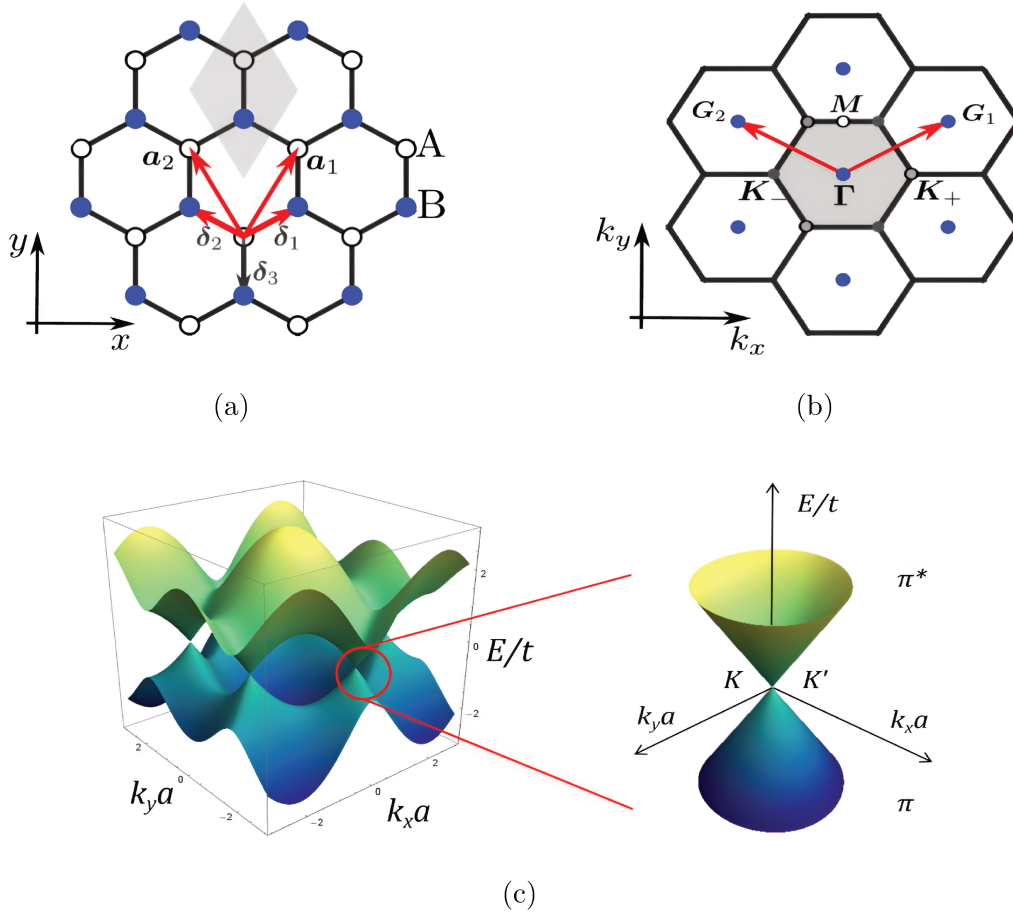 a₂
a₁
A
B
δ₂
δ₁
δ₃
y
x
(a)
G₂
M
G₁
K₋
Γ
K₊
k_y
k_x
(b)
E/t
2
0
-2
2
0
-2
k_y a
-2
0
2
k_x a
E/t
π*
K
K′
k_y a
k_x a
π
(c)